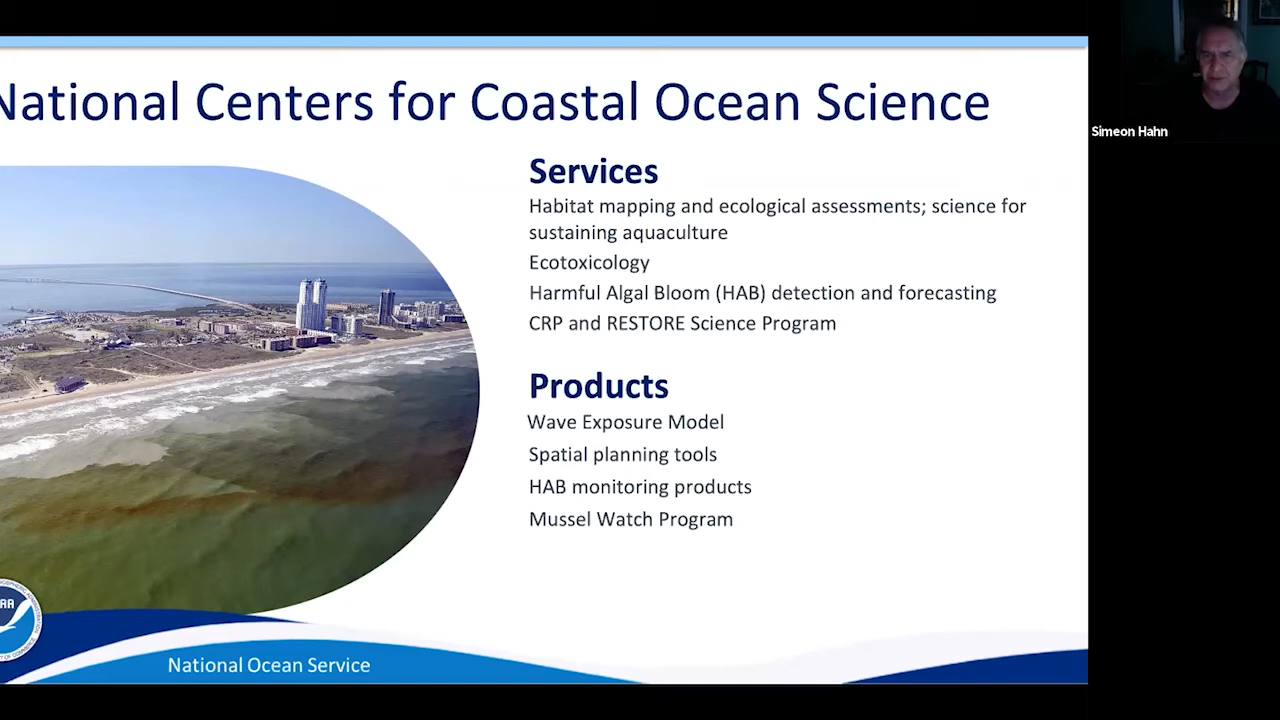 National Centers for Coastal Ocean Science
Simeon Hahn
Services
Habitat mapping and ecological assessments; science for
sustaining aquaculture
Ecotoxicology
Harmful Algal Bloom (HAB) detection and forecasting
CRP and RESTORE Science Program
Products
Wave Exposure Model
Spatial planning tools
HAB monitoring products
Mussel Watch Program
National Ocean Service